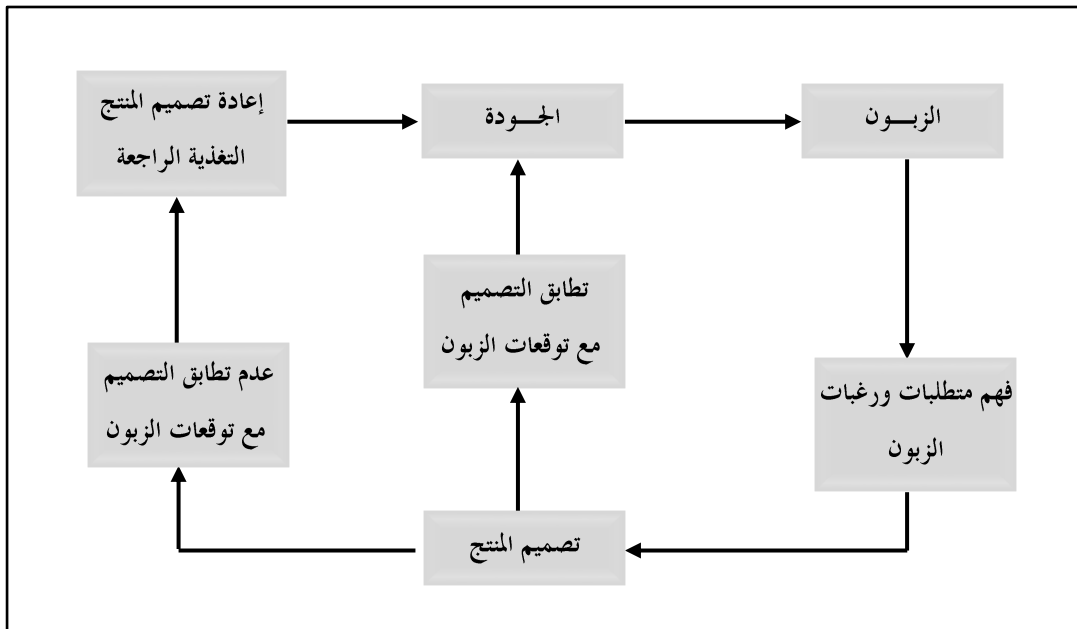 الزبـــون
الجـــودة
إعادة تصميم المنتج
التغذية الراجعة
تطابق التصميم
مع توقعات الزبون
فهم متطلبات ورغبات
الزبون
عدم تطابق التصميم
مع توقعات الزبون
تصميم المنتج